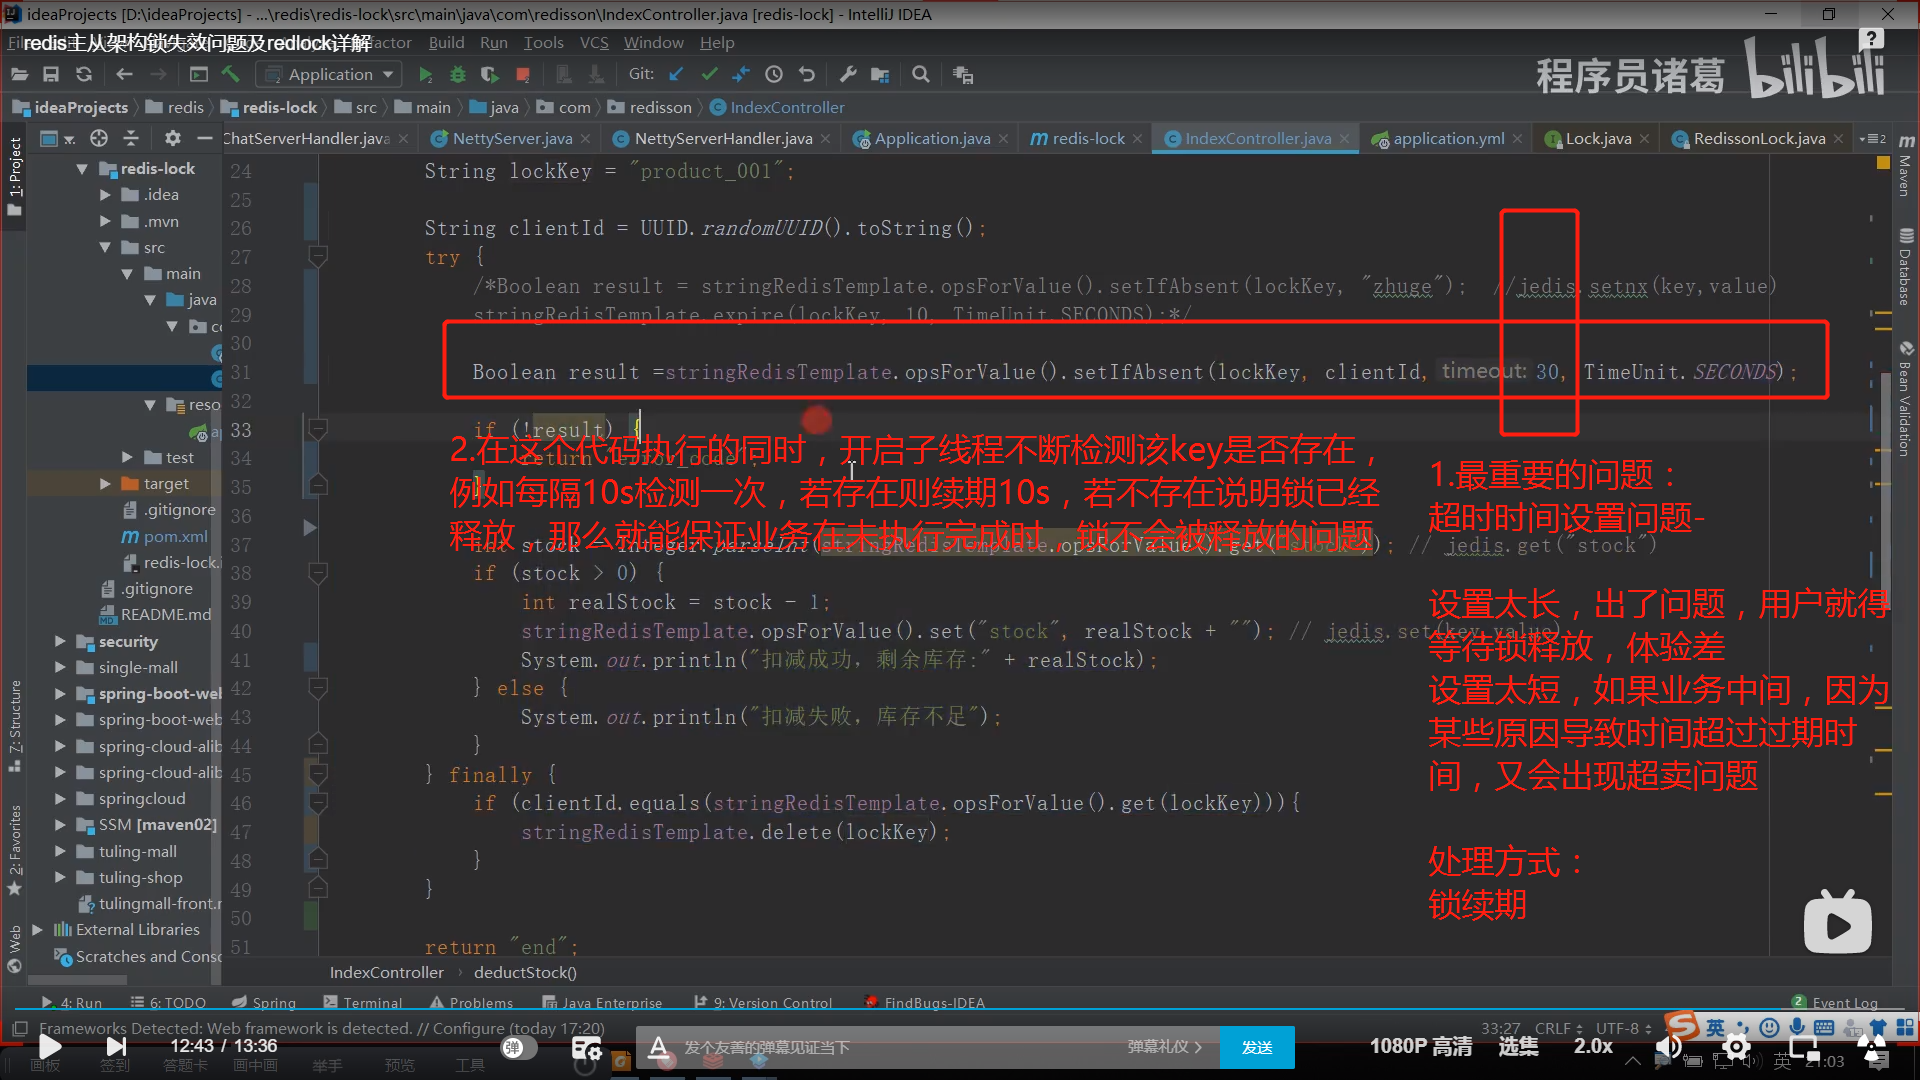 ideaProjects [D:\ideaProjects] - ...\redis\redis-lock\src\main\java\com\redisson\IndexController.java [redis-lock] - IntelliJ IDEA
redis主从架构锁失效问题及redlock详解
Build Run Tools VCS Window Help
Application
Git:
程序员诸葛 bilibili
ideaProjects redis redis-lock src main java com redisson IndexController
ChatServerHandler.java NettyServer.java NettyServerHandler.java Application.java redis-lock IndexController.java application.yml Lock.java RedissonLock.java
1: Project
7: Structure
2: Favorites
Web
Maven
Database
Bean Validation
redis-lock
.idea
.mvn
src
main
java
reso
test
target
.gitignore
pom.xml
redis-lock.i
.gitignore
README.md
security
single-mall
spring-boot-web
spring-boot-web
spring-cloud-alib
spring-cloud-alib
springcloud
SSM [maven02]
tuling-mall
tuling-shop
tulingmall-front.r
External Libraries
Scratches and Cons
24 String lockKey = "product_001";
25
26 String clientId = UUID.randomUUID().toString();
27 try {
28 /*Boolean result = stringRedisTemplate.opsForValue().setIfAbsent(lockKey, "zhuge"); //jedis.setnx(key,value)
29 stringRedisTemplate.expire(lockKey, 10, TimeUnit.SECONDS);*/
30
31 Boolean result =stringRedisTemplate.opsForValue().setIfAbsent(lockKey, clientId, timeout: 30, TimeUnit.SECONDS);
32
33 if (!result) {
34 return "error_code";
35 }
36
37 int stock = Integer.parseInt(stringRedisTemplate.opsForValue().get("stock")); // jedis.get("stock")
38 if (stock > 0) {
39 int realStock = stock - 1;
40 stringRedisTemplate.opsForValue().set("stock", realStock + ""); // jedis.set(key,value)
41 System.out.println("扣减成功，剩余库存:" + realStock);
42 } else {
43 System.out.println("扣减失败，库存不足");
44 }
45 } finally {
46 if (clientId.equals(stringRedisTemplate.opsForValue().get(lockKey))){
47 stringRedisTemplate.delete(lockKey);
48 }
49 }
50
51 return "end";
2.在这个代码执行的同时，开启子线程不断检测该key是否存在，
例如每隔10s检测一次，若存在则续期10s，若不存在说明锁已经
释放，那么就能保证业务在未执行完成时，锁不会被释放的问题
1.最重要的问题：
超时时间设置问题-
设置太长，出了问题，用户就得
等待锁释放，体验差
设置太短，如果业务中间，因为
某些原因导致时间超过过期时
间，又会出现超卖问题
处理方式：
锁续期
IndexController › deductStock()
4: Run 6: TODO Spring Terminal Problems Java Enterprise 9: Version Control FindBugs-IDEA 2 Event Log
Frameworks Detected: Web framework is detected. // Configure (today 17:20) 33:27 CRLF UTF-8 英
12:43 / 13:36 弹 发个友善的弹幕见证当下 弹幕礼仪 发送 1080P 高清 选集 2.0x
画板 签到 答题卡 画中画 举手 预览 工具 英 21:03